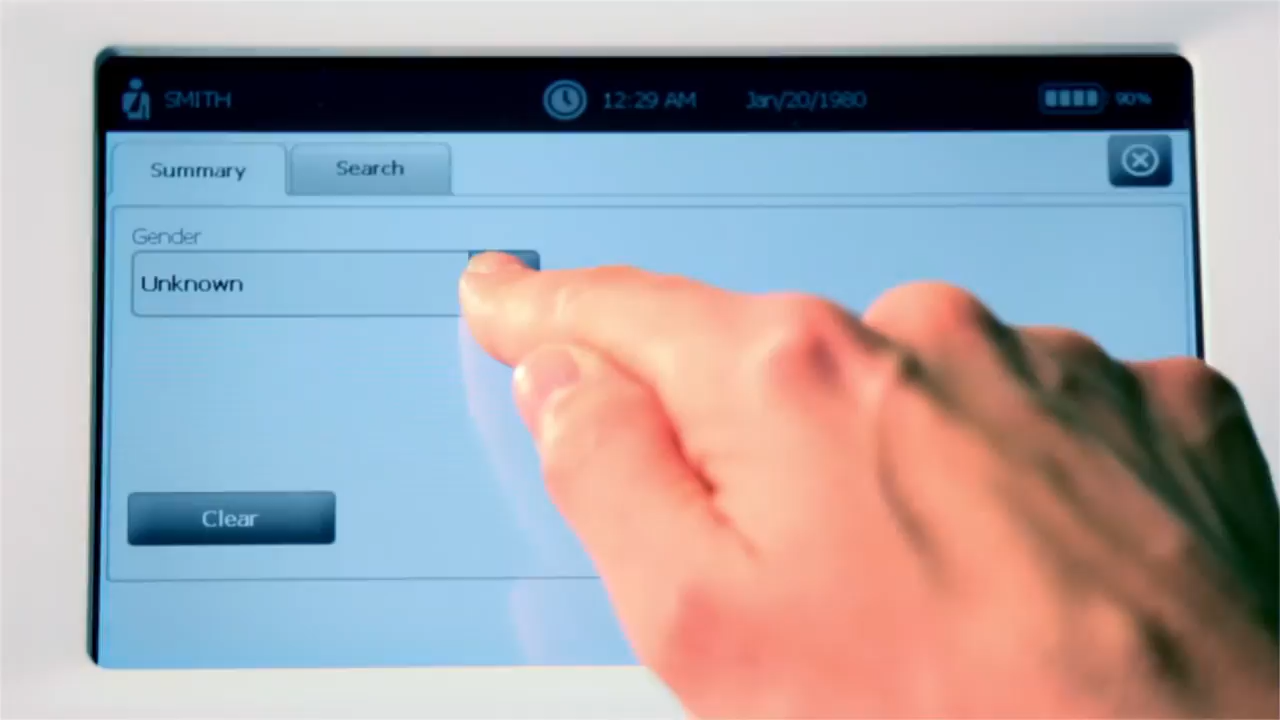 SMITH 12:29 AM Jan/20/1980 90%
Summary Search
Gender
Unknown
Clear